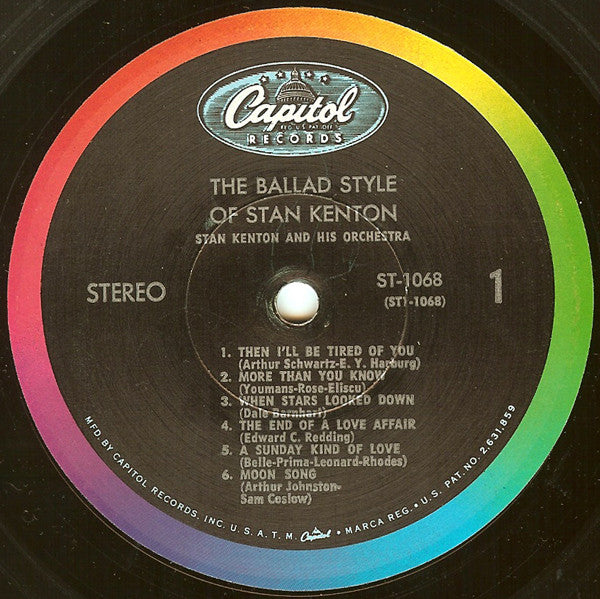 Capitol
REG. U.S. PAT. OFF.
RECORDS
THE BALLAD STYLE
OF STAN KENTON
STAN KENTON AND HIS ORCHESTRA
STEREO
ST-1068
(ST1-1068)
1
1. THEN I'LL BE TIRED OF YOU
(Arthur Schwartz-E. Y. Harburg)
2. MORE THAN YOU KNOW
(Youmans-Rose-Eliscu)
3. WHEN STARS LOOKED DOWN
(Dale Barnhart)
4. THE END OF A LOVE AFFAIR
(Edward C. Redding)
5. A SUNDAY KIND OF LOVE
(Belle-Prima-Leonard-Rhodes)
6. MOON SONG
(Arthur Johnston-
Sam Coslow)
MFD BY CAPITOL RECORDS, INC. U.S.A. T.M. Capitol • MARCA REG. • U.S. PAT. NO. 2,631,859